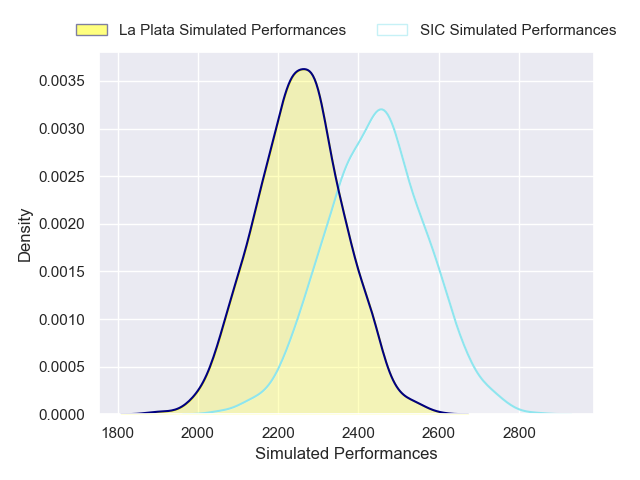 La Plata Simulated Performances
SIC Simulated Performances
0.0035
0.0030
0.0025
0.0020
0.0015
0.0010
0.0005
0.0000
Density
1800 2000 2200 2400 2600 2800
Simulated Performances